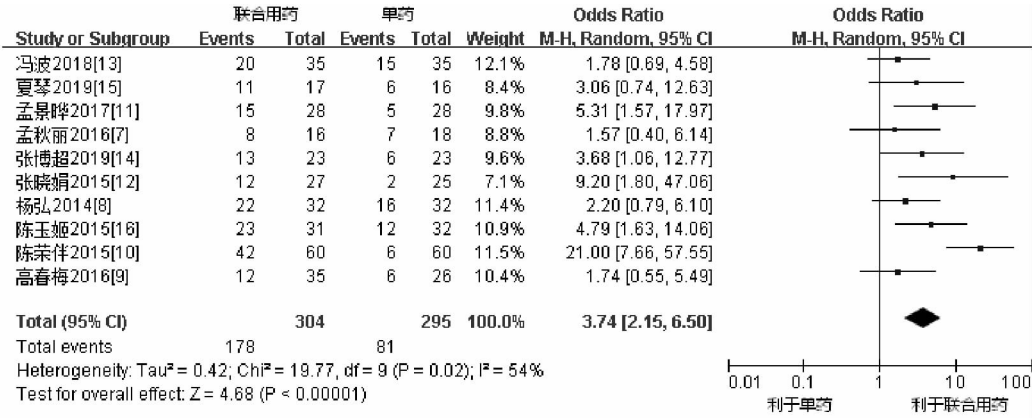 联合用药 单药 Odds Ratio Odds Ratio
Study or Subgroup Events Total Events Total Weight M-H, Random, 95% CI M-H, Random, 95% CI
冯波2018[13] 20 35 15 35 12.1% 1.78 [0.69, 4.58]
夏琴2019[15] 11 17 6 16 8.4% 3.06 [0.74, 12.63]
孟景晔2017[11] 15 28 5 28 9.8% 5.31 [1.57, 17.97]
孟秋丽2016[7] 8 16 7 18 8.8% 1.57 [0.40, 6.14]
张博超2019[14] 13 23 6 23 9.6% 3.68 [1.06, 12.77]
张晓娟2015[12] 12 27 2 25 7.1% 9.20 [1.80, 47.06]
杨弘2014[8] 22 32 16 32 11.4% 2.20 [0.79, 6.10]
陈玉姬2015[16] 23 31 12 32 10.9% 4.79 [1.63, 14.06]
陈荣伴2015[10] 42 60 6 60 11.5% 21.00 [7.66, 57.55]
高春梅2016[9] 12 35 6 26 10.4% 1.74 [0.55, 5.49]
Total (95% CI) 304 295 100.0% 3.74 [2.15, 6.50]
Total events 178 81
Heterogeneity: Tau² = 0.42; Chi² = 19.77, df = 9 (P = 0.02); I² = 54%
Test for overall effect: Z = 4.68 (P < 0.00001)
0.01 0.1 1 10 100
利于单药 利于联合用药